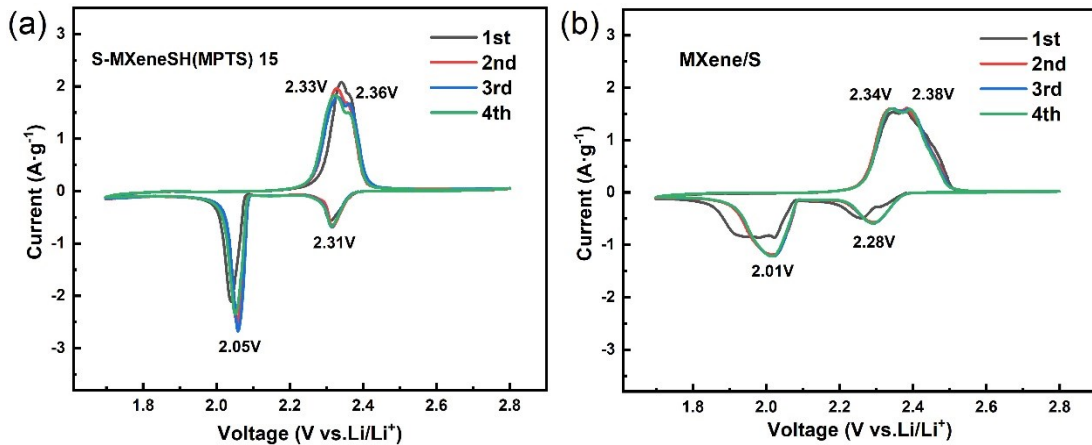 (a)
S-MXeneSH(MPTS) 15
1st
2nd
3rd
4th
2.33V
2.36V
2.31V
2.05V
3
2
1
0
-1
-2
-3
Current (A·g⁻¹)
1.8
2.0
2.2
2.4
2.6
2.8
Voltage (V vs.Li/Li⁺)
(b)
MXene/S
1st
2nd
3rd
4th
2.34V
2.38V
2.28V
2.01V
3
2
1
0
-1
-2
-3
Current (A·g⁻¹)
1.8
2.0
2.2
2.4
2.6
2.8
Voltage (V vs.Li/Li⁺)